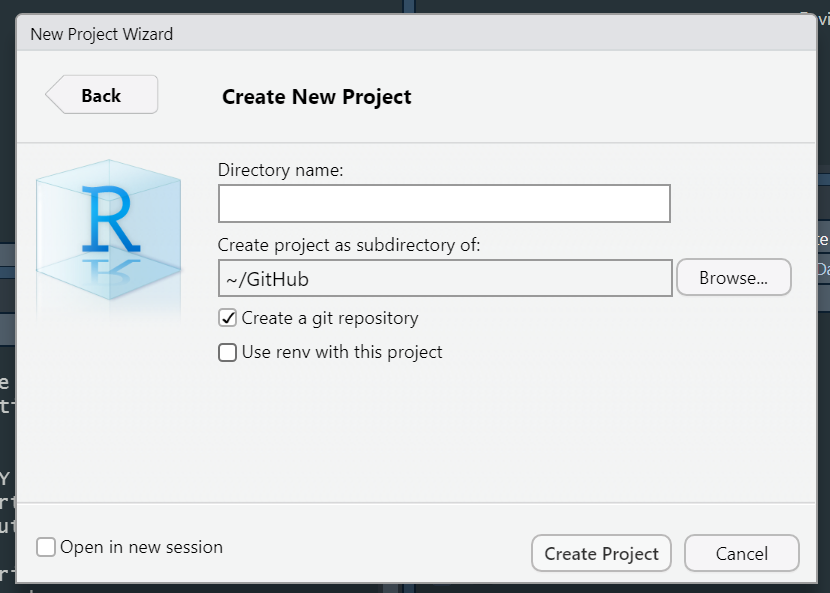 New Project Wizard
Back
Create New Project
R
Directory name:
Create project as subdirectory of:
~/GitHub
Browse...
Create a git repository
Use renv with this project
Open in new session
Create Project
Cancel